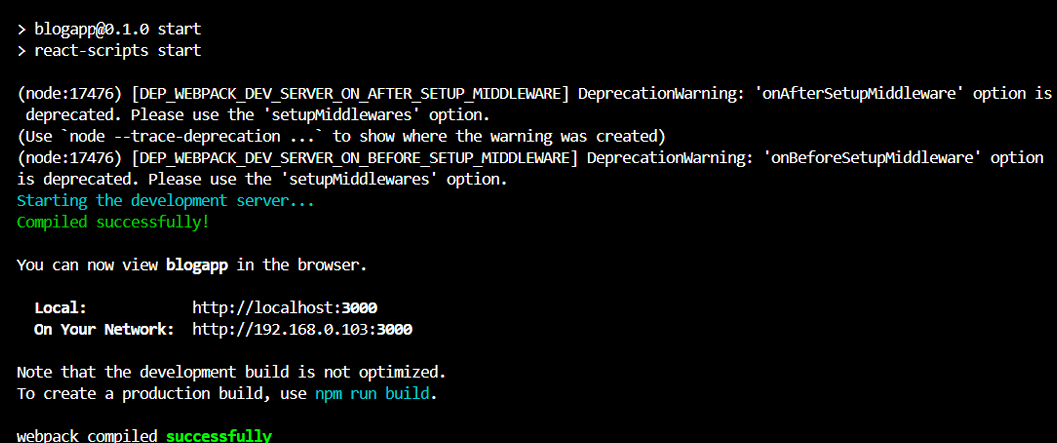 > blogapp@0.1.0 start
> react-scripts start
(node:17476) [DEP_WEBPACK_DEV_SERVER_ON_AFTER_SETUP_MIDDLEWARE] DeprecationWarning: 'onAfterSetupMiddleware' option is
deprecated. Please use the 'setupMiddlewares' option.
(Use `node --trace-deprecation ...` to show where the warning was created)
(node:17476) [DEP_WEBPACK_DEV_SERVER_ON_BEFORE_SETUP_MIDDLEWARE] DeprecationWarning: 'onBeforeSetupMiddleware' option
is deprecated. Please use the 'setupMiddlewares' option.
Starting the development server...
Compiled successfully!
You can now view blogapp in the browser.
Local: http://localhost:3000
On Your Network: http://192.168.0.103:3000
Note that the development build is not optimized.
To create a production build, use npm run build.
webpack compiled successfully